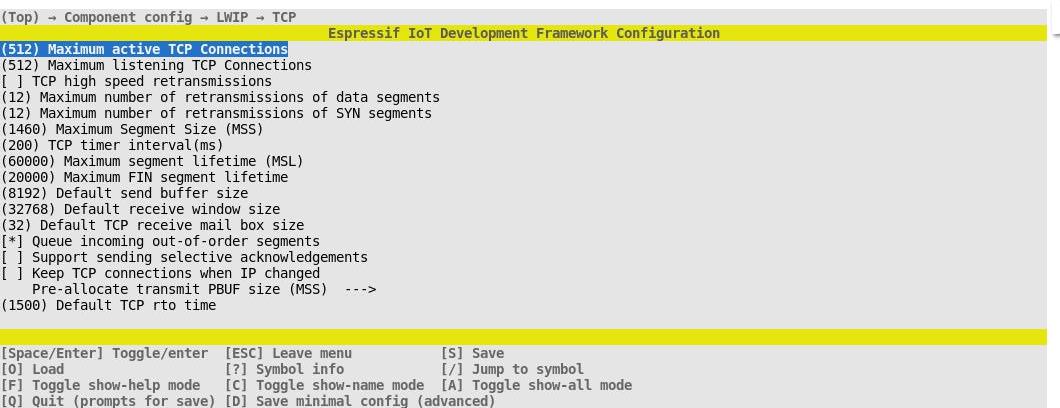 (Top) → Component config → LWIP → TCP
Espressif IoT Development Framework Configuration
(512) Maximum active TCP Connections
(512) Maximum listening TCP Connections
[ ] TCP high speed retransmissions
(12) Maximum number of retransmissions of data segments
(12) Maximum number of retransmissions of SYN segments
(1460) Maximum Segment Size (MSS)
(200) TCP timer interval(ms)
(60000) Maximum segment lifetime (MSL)
(20000) Maximum FIN segment lifetime
(8192) Default send buffer size
(32768) Default receive window size
(32) Default TCP receive mail box size
[*] Queue incoming out-of-order segments
[ ] Support sending selective acknowledgements
[ ] Keep TCP connections when IP changed
Pre-allocate transmit PBUF size (MSS)  --->
(1500) Default TCP rto time
[Space/Enter] Toggle/enter  [ESC] Leave menu  [S] Save
[O] Load  [?] Symbol info  [/] Jump to symbol
[F] Toggle show-help mode  [C] Toggle show-name mode  [A] Toggle show-all mode
[Q] Quit (prompts for save)  [D] Save minimal config (advanced)